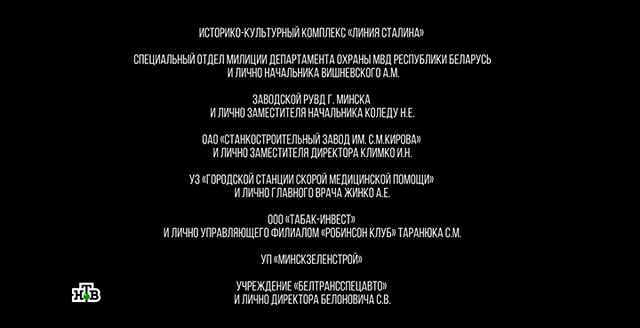 ИСТОРИКО-КУЛЬТУРНЫЙ КОМПЛЕКС «ЛИНИЯ СТАЛИНА»
СПЕЦИАЛЬНЫЙ ОТДЕЛ МИЛИЦИИ ДЕПАРТАМЕНТА ОХРАНЫ МВД РЕСПУБЛИКИ БЕЛАРУСЬ
И ЛИЧНО НАЧАЛЬНИКА ВИШНЕВСКОГО А.М.
ЗАВОДСКОЙ РУВД Г. МИНСКА
И ЛИЧНО ЗАМЕСТИТЕЛЯ НАЧАЛЬНИКА КОЛЕДУ Н.Е.
ОАО «СТАНКОСТРОИТЕЛЬНЫЙ ЗАВОД ИМ. С.М.КИРОВА»
И ЛИЧНО ЗАМЕСТИТЕЛЯ ДИРЕКТОРА КЛИМКО И.Н.
УЗ «ГОРОДСКОЙ СТАНЦИИ СКОРОЙ МЕДИЦИНСКОЙ ПОМОЩИ»
И ЛИЧНО ГЛАВНОГО ВРАЧА ЖИНКО А.Е.
ООО «ТАБАК-ИНВЕСТ»
И ЛИЧНО УПРАВЛЯЮЩЕГО ФИЛИАЛОМ «РОБИНСОН КЛУБ» ТАРАНЮКА С.М.
УП «МИНСКЗЕЛЕНСТРОЙ»
УЧРЕЖДЕНИЕ «БЕЛТРАНССПЕЦАВТО»
И ЛИЧНО ДИРЕКТОРА БЕЛОНОВИЧА С.В.
НТВ